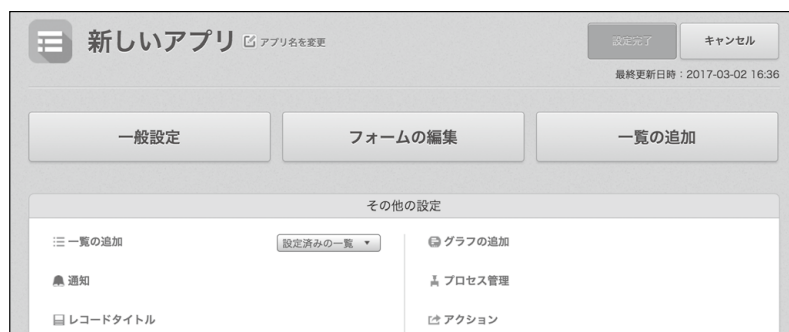 新しいアプリ アプリ名を変更 設定完了 キャンセル
最終更新日時：2017-03-02 16:36
一般設定 フォームの編集 一覧の追加
その他の設定
一覧の追加 設定済みの一覧 グラフの追加
通知 プロセス管理
レコードタイトル アクション